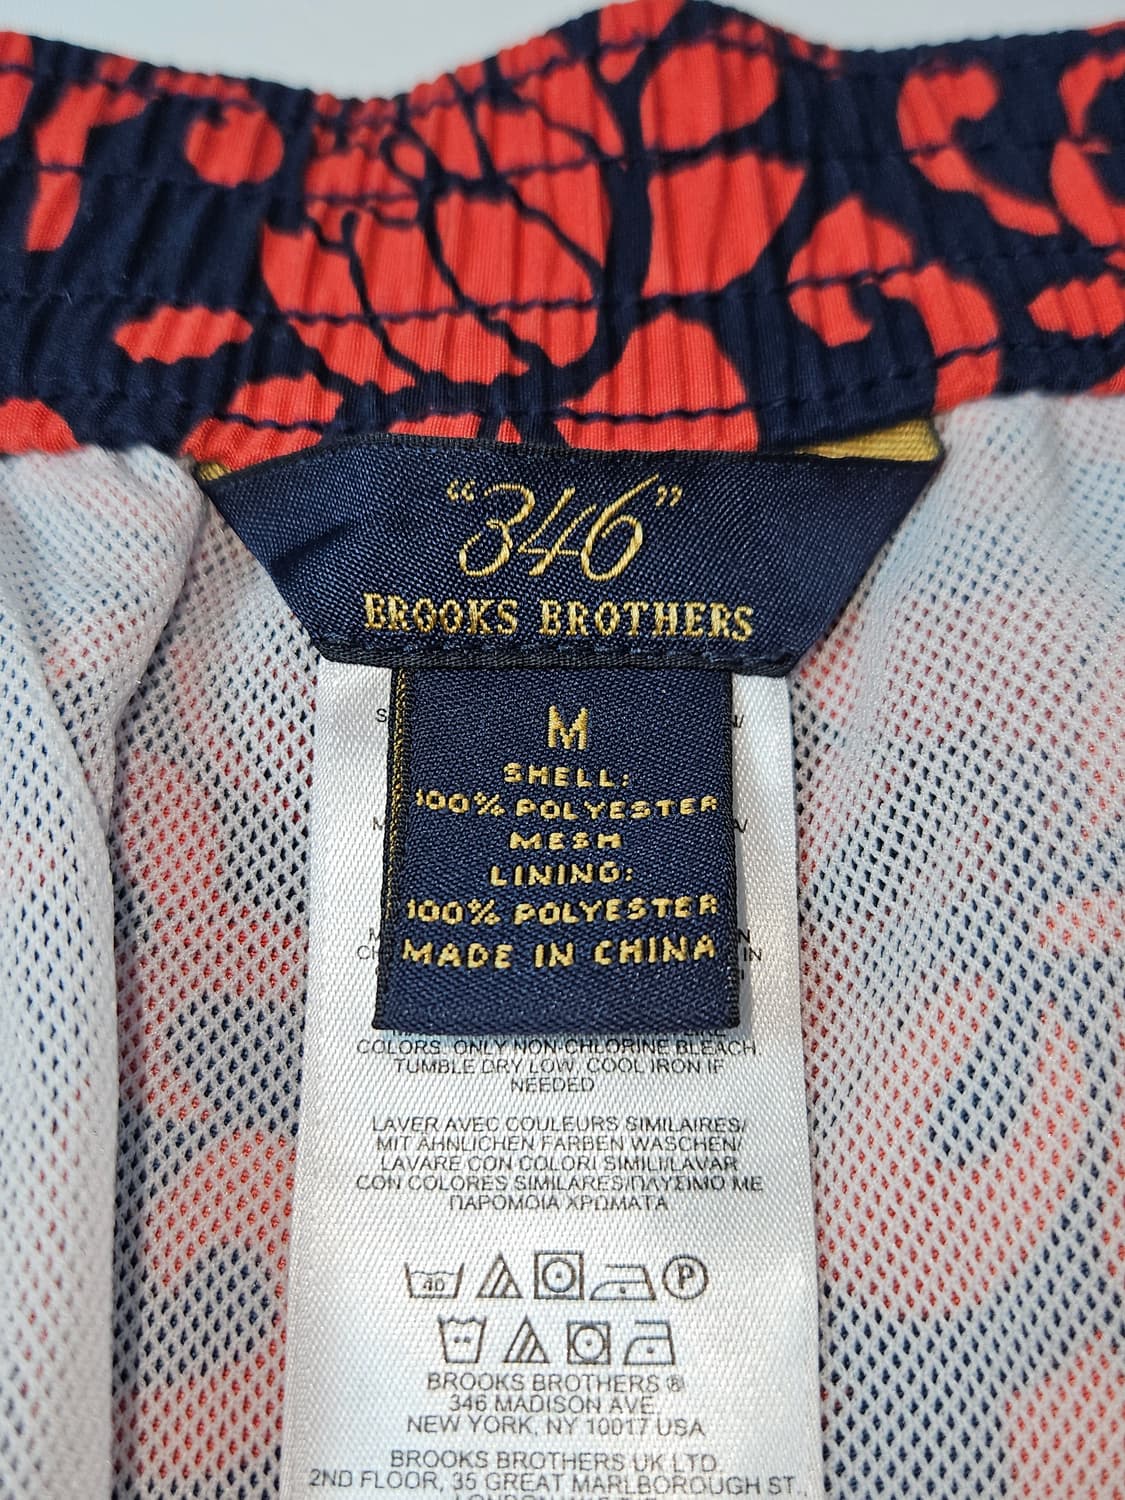 "346"
BROOKS BROTHERS
M
SHELL:
100% POLYESTER
MESH
LINING:
100% POLYESTER
MADE IN CHINA
COLORS. ONLY NON-CHLORINE BLEACH.
TUMBLE DRY LOW, COOL IRON IF
NEEDED
LAVER AVEC COULEURS SIMILAIRES/
MIT ÄHNLICHEN FARBEN WASCHEN/
LAVARE CON COLORI SIMILI/LAVAR
CON COLORES SIMILARES/ΠΛΥΣΙΜΟ ΜΕ
ΠΑΡΟΜΟΙΑ ΧΡΩΜΑΤΑ
40 P
BROOKS BROTHERS ®
346 MADISON AVE.
NEW YORK, NY 10017 USA
BROOKS BROTHERS UK LTD.
2ND FLOOR, 35 GREAT MARLBOROUGH ST.,